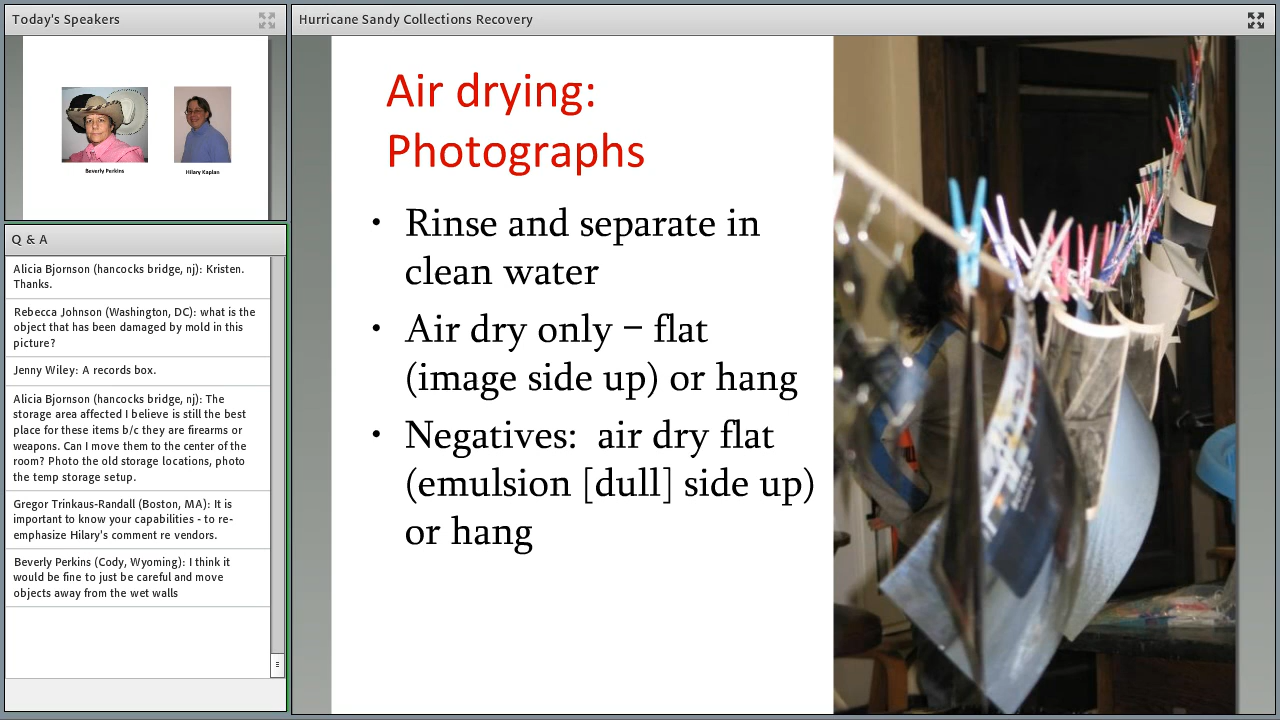 Today's Speakers
Beverly Perkins
Hilary Kaplan
Q & A
Alicia Bjornson (hancocks bridge, nj): Kristen.
Thanks.
Rebecca Johnson (Washington, DC): what is the
object that has been damaged by mold in this
picture?
Jenny Wiley: A records box.
Alicia Bjornson (hancocks bridge, nj): The
storage area affected I believe is still the best
place for these items b/c they are firearms or
weapons. Can I move them to the center of the
room? Photo the old storage locations, photo
the temp storage setup.
Gregor Trinkaus-Randall (Boston, MA): It is
important to know your capabilities - to re-
emphasize Hilary's comment re vendors.
Beverly Perkins (Cody, Wyoming): I think it
would be fine to just be careful and move
objects away from the wet walls
Hurricane Sandy Collections Recovery
Air drying:
Photographs
• Rinse and separate in
clean water
• Air dry only – flat
(image side up) or hang
• Negatives:  air dry flat
(emulsion [dull] side up)
or hang